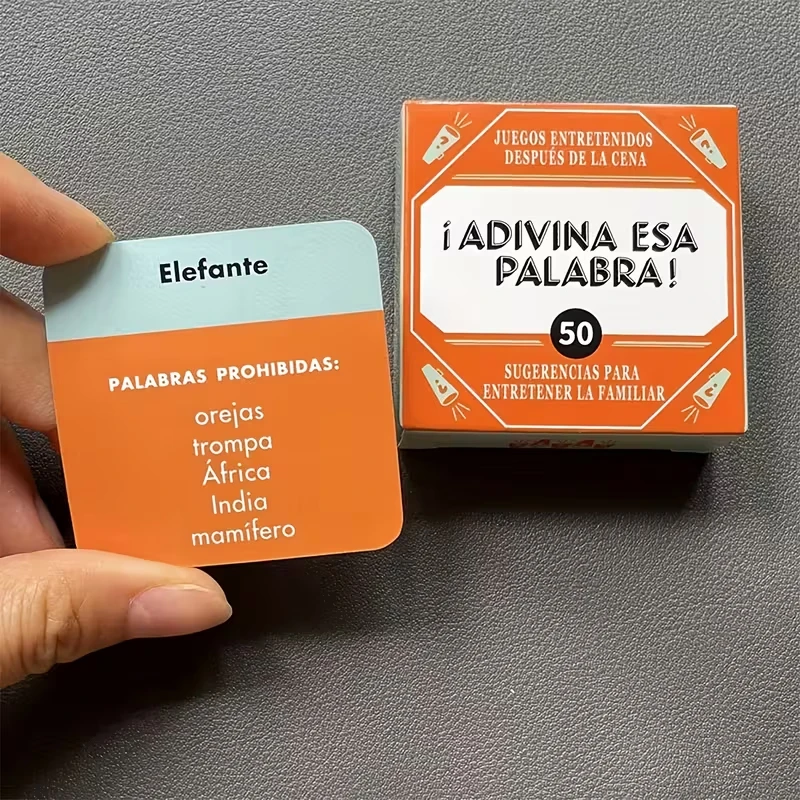 Elefante
PALABRAS PROHIBIDAS:
orejas
trompa
África
India
mamífero
JUEGOS ENTRETENIDOS
DESPUÉS DE LA CENA
¡ADIVINA ESA
PALABRA!
50
SUGERENCIAS PARA
ENTRETENER LA FAMILIAR